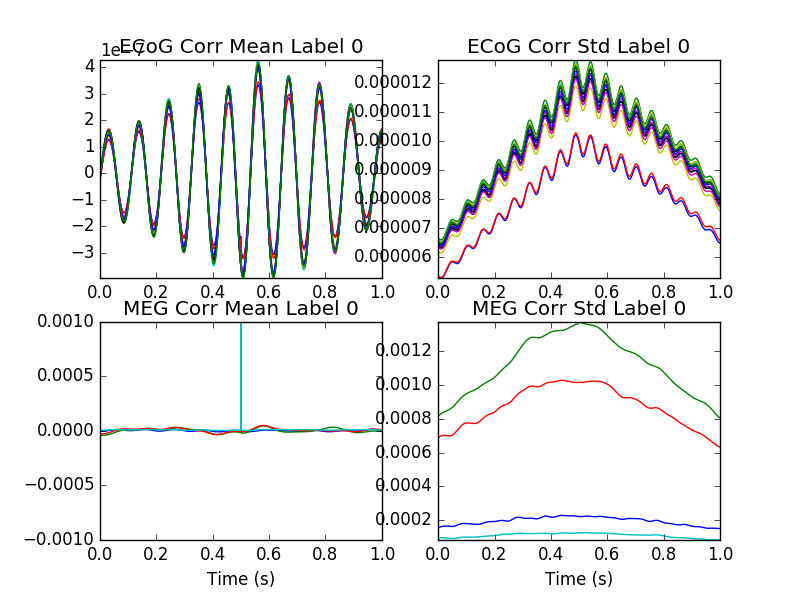 1e−7
ECoG Corr Mean Label 0
ECoG Corr Std Label 0
4
3
2
1
0
−1
−2
−3
0.0 0.2 0.4 0.6 0.8 1.0
0.000012
0.000011
0.000010
0.000009
0.000008
0.000007
0.000006
0.0 0.2 0.4 0.6 0.8 1.0
MEG Corr Mean Label 0
MEG Corr Std Label 0
0.0010
0.0005
0.0000
−0.0005
−0.0010
0.0 0.2 0.4 0.6 0.8 1.0
Time (s)
0.0012
0.0010
0.0008
0.0006
0.0004
0.0002
0.0 0.2 0.4 0.6 0.8 1.0
Time (s)